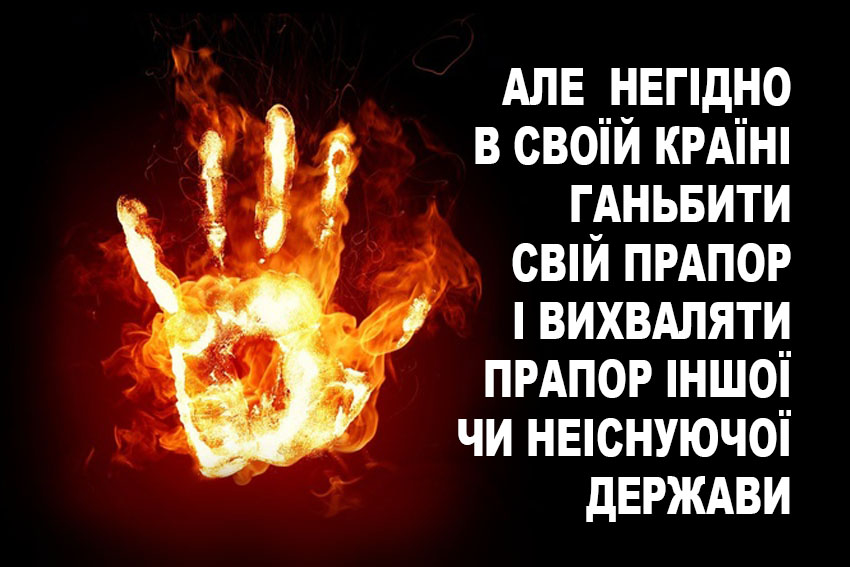 АЛЕ НЕГІДНО
В СВОЇЙ КРАЇНІ
ГАНЬБИТИ
СВІЙ ПРАПОР
І ВИХВАЛЯТИ
ПРАПОР ІНШОЇ
ЧИ НЕІСНУЮЧОЇ
ДЕРЖАВИ